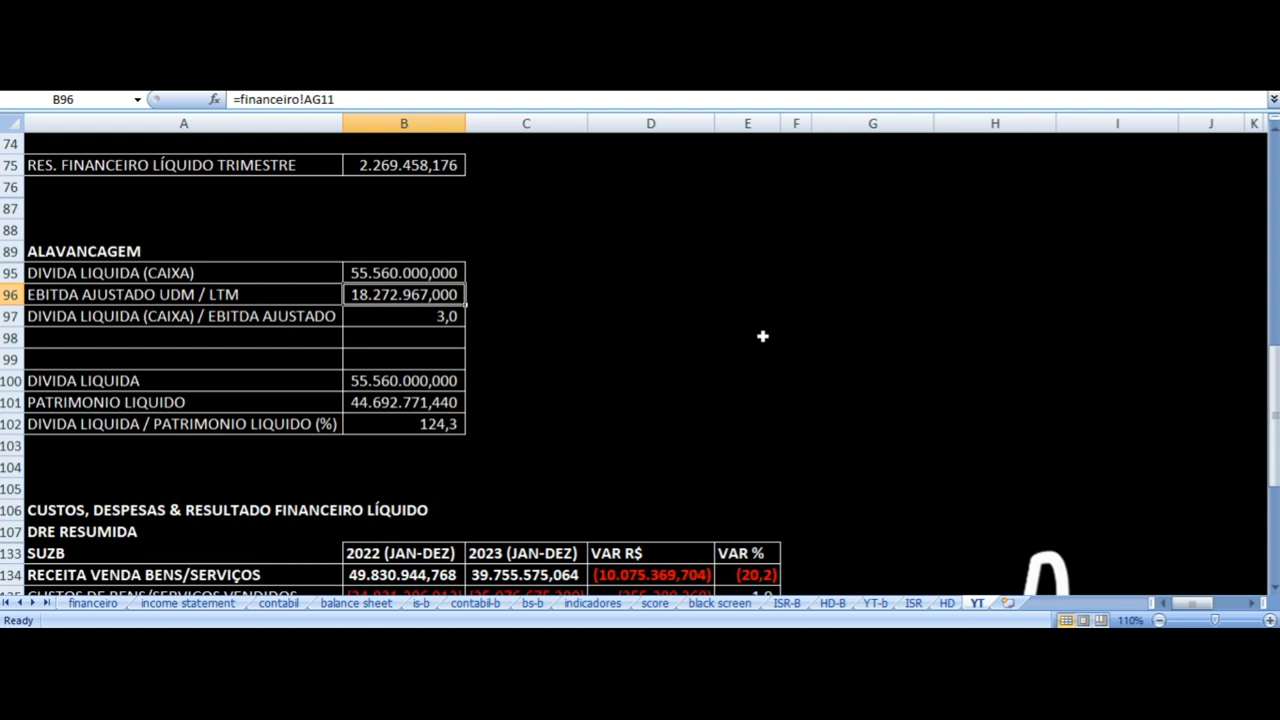 B96 fx =financeiro!AG11
A B C D E F G H I J K
74
75 RES. FINANCEIRO LÍQUIDO TRIMESTRE 2.269.458,176
76
87
88
89 ALAVANCAGEM
95 DIVIDA LIQUIDA (CAIXA) 55.560.000,000
96 EBITDA AJUSTADO UDM / LTM 18.272.967,000
97 DIVIDA LIQUIDA (CAIXA) / EBITDA AJUSTADO 3,0
98
99
100 DIVIDA LIQUIDA 55.560.000,000
101 PATRIMONIO LIQUIDO 44.692.771,440
102 DIVIDA LIQUIDA / PATRIMONIO LIQUIDO (%) 124,3
103
104
105
106 CUSTOS, DESPESAS & RESULTADO FINANCEIRO LÍQUIDO
107 DRE RESUMIDA
133 SUZB 2022 (JAN-DEZ) 2023 (JAN-DEZ) VAR R$ VAR %
134 RECEITA VENDA BENS/SERVIÇOS 49.830.944,768 39.755.575,064 (10.075.369,704) (20,2)
financeiro income statement contabil balance sheet is-b contabil-b bs-b indicadores score black screen ISR-B HD-B YT-b ISR HD YT
Ready 110%